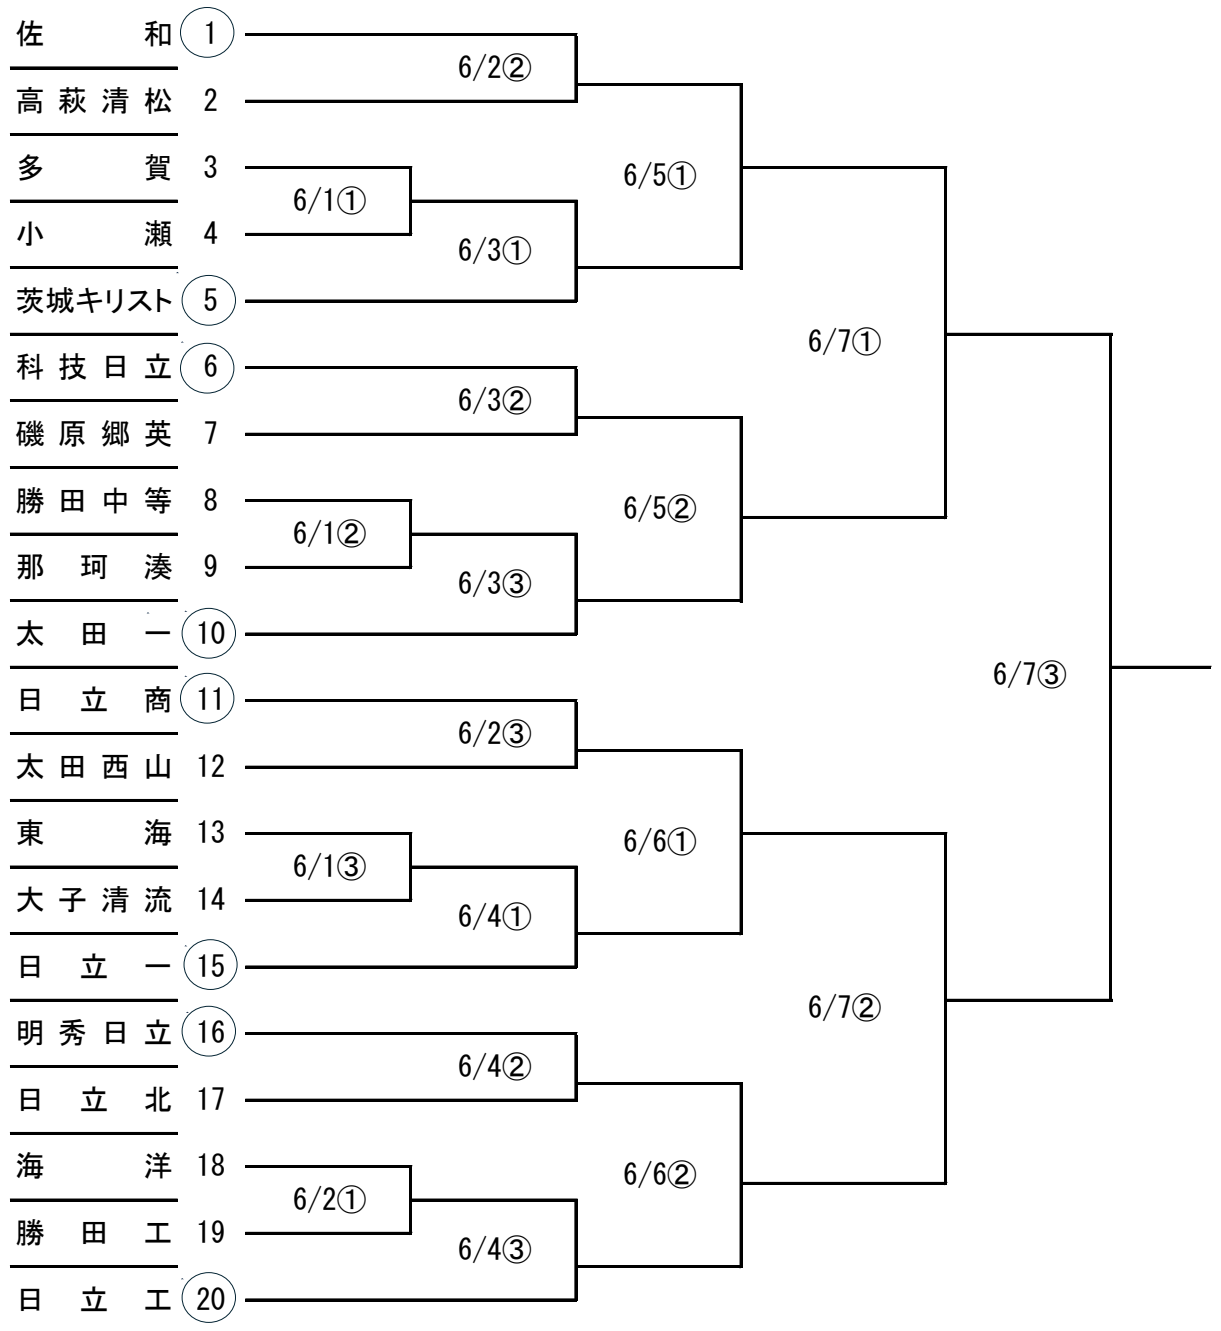 佐和 1
6/2②
高萩清松 2
多賀 3
6/5①
6/1①
小瀬 4
6/3①
茨城キリスト 5
6/7①
科技日立 6
6/3②
磯原郷英 7
勝田中等 8
6/5②
6/1②
那珂湊 9
6/3③
太田一 10
6/7③
日立商 11
6/2③
太田西山 12
東海 13
6/6①
6/1③
大子清流 14
6/4①
日立一 15
6/7②
明秀日立 16
6/4②
日立北 17
海洋 18
6/6②
6/2①
勝田工 19
6/4③
日立工 20